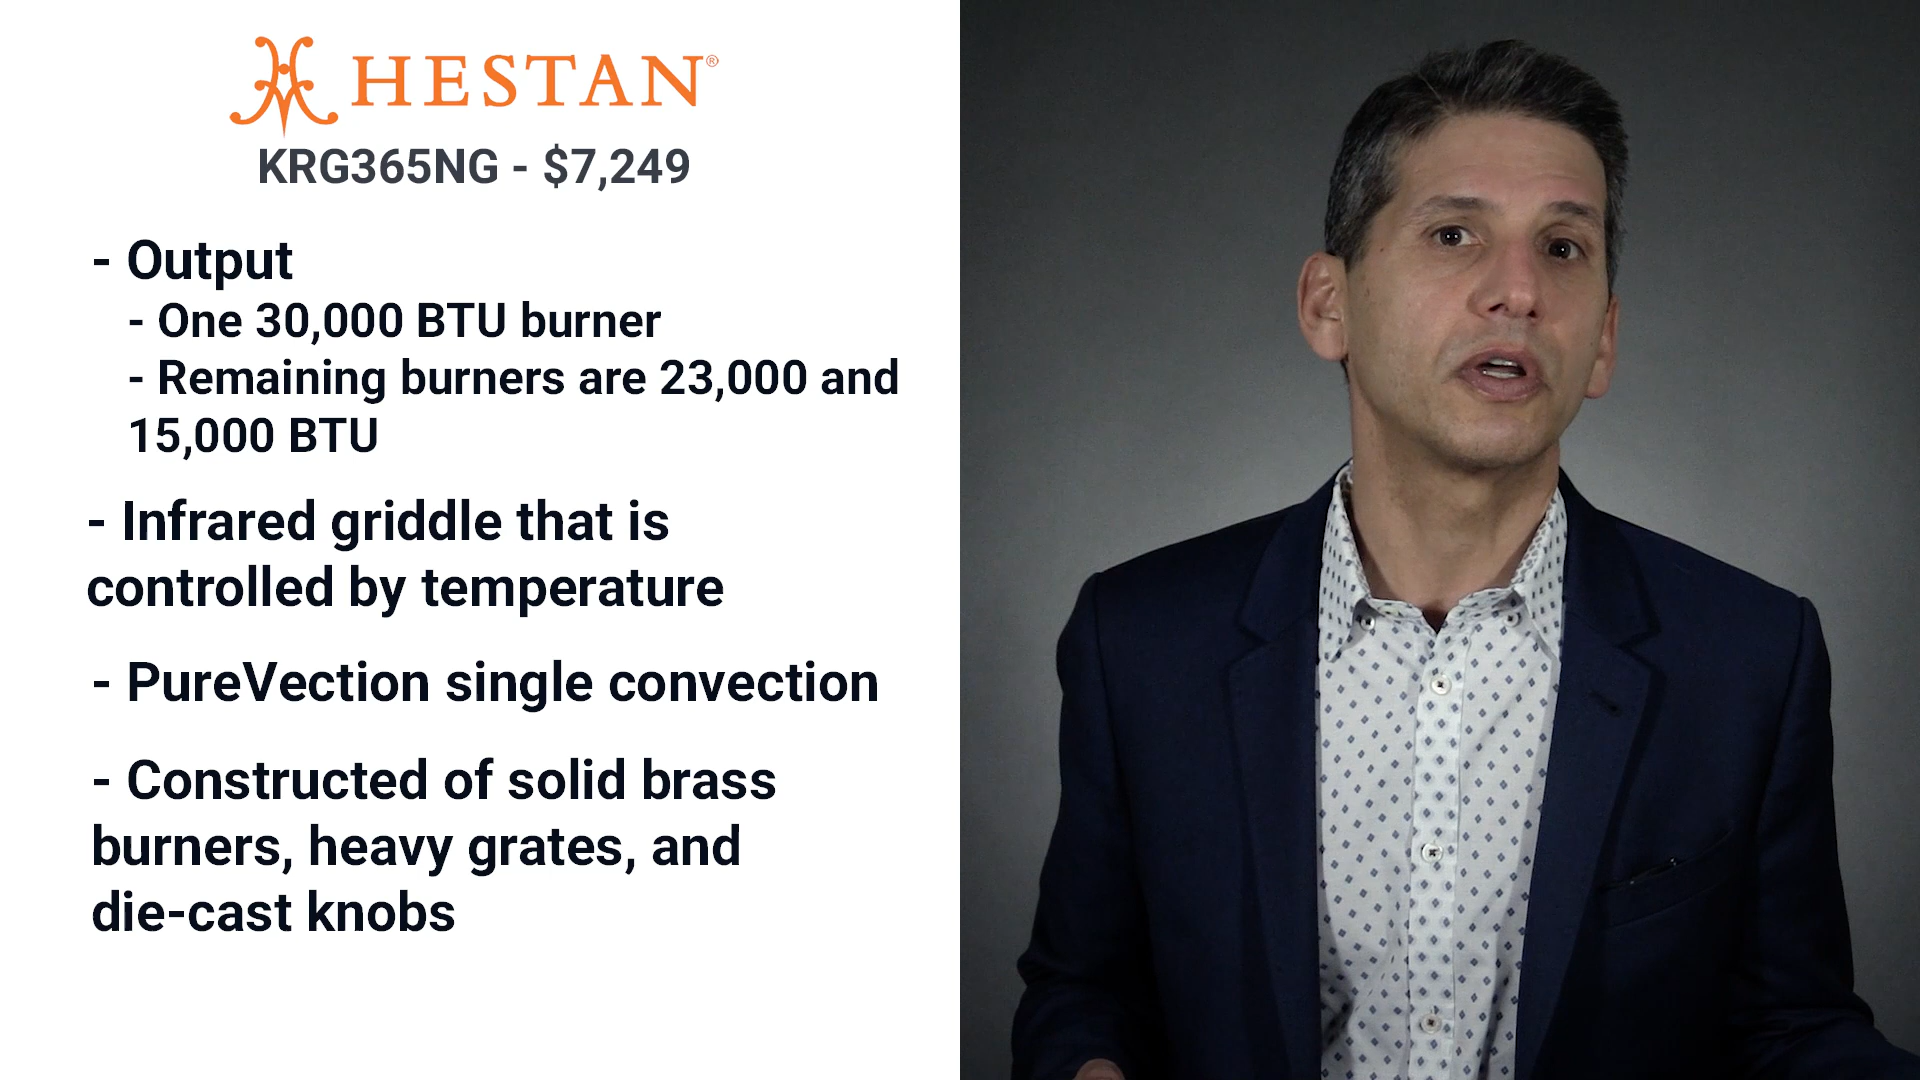 HESTAN®
KRG365NG - $7,249
- Output
- One 30,000 BTU burner
- Remaining burners are 23,000 and
15,000 BTU
- Infrared griddle that is
controlled by temperature
- PureVection single convection
- Constructed of solid brass
burners, heavy grates, and
die-cast knobs